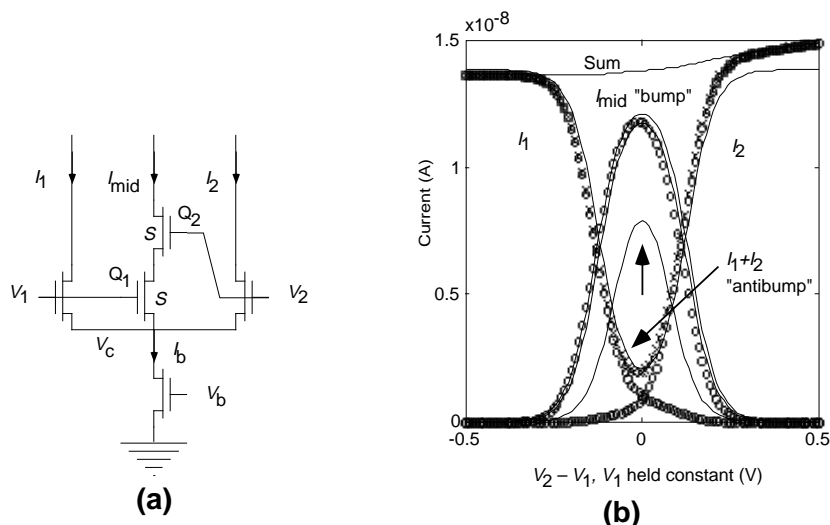 I1
Imid
I2
Q2
S
Q1
V1
S
V2
Vc
Ib
Vb
(a)
x10-8
1.5
Sum
Imid "bump"
I1
I2
1
Current (A)
I1+I2
"antibump"
0.5
0
-0.5
0
0.5
V2 – V1, V1 held constant (V)
(b)